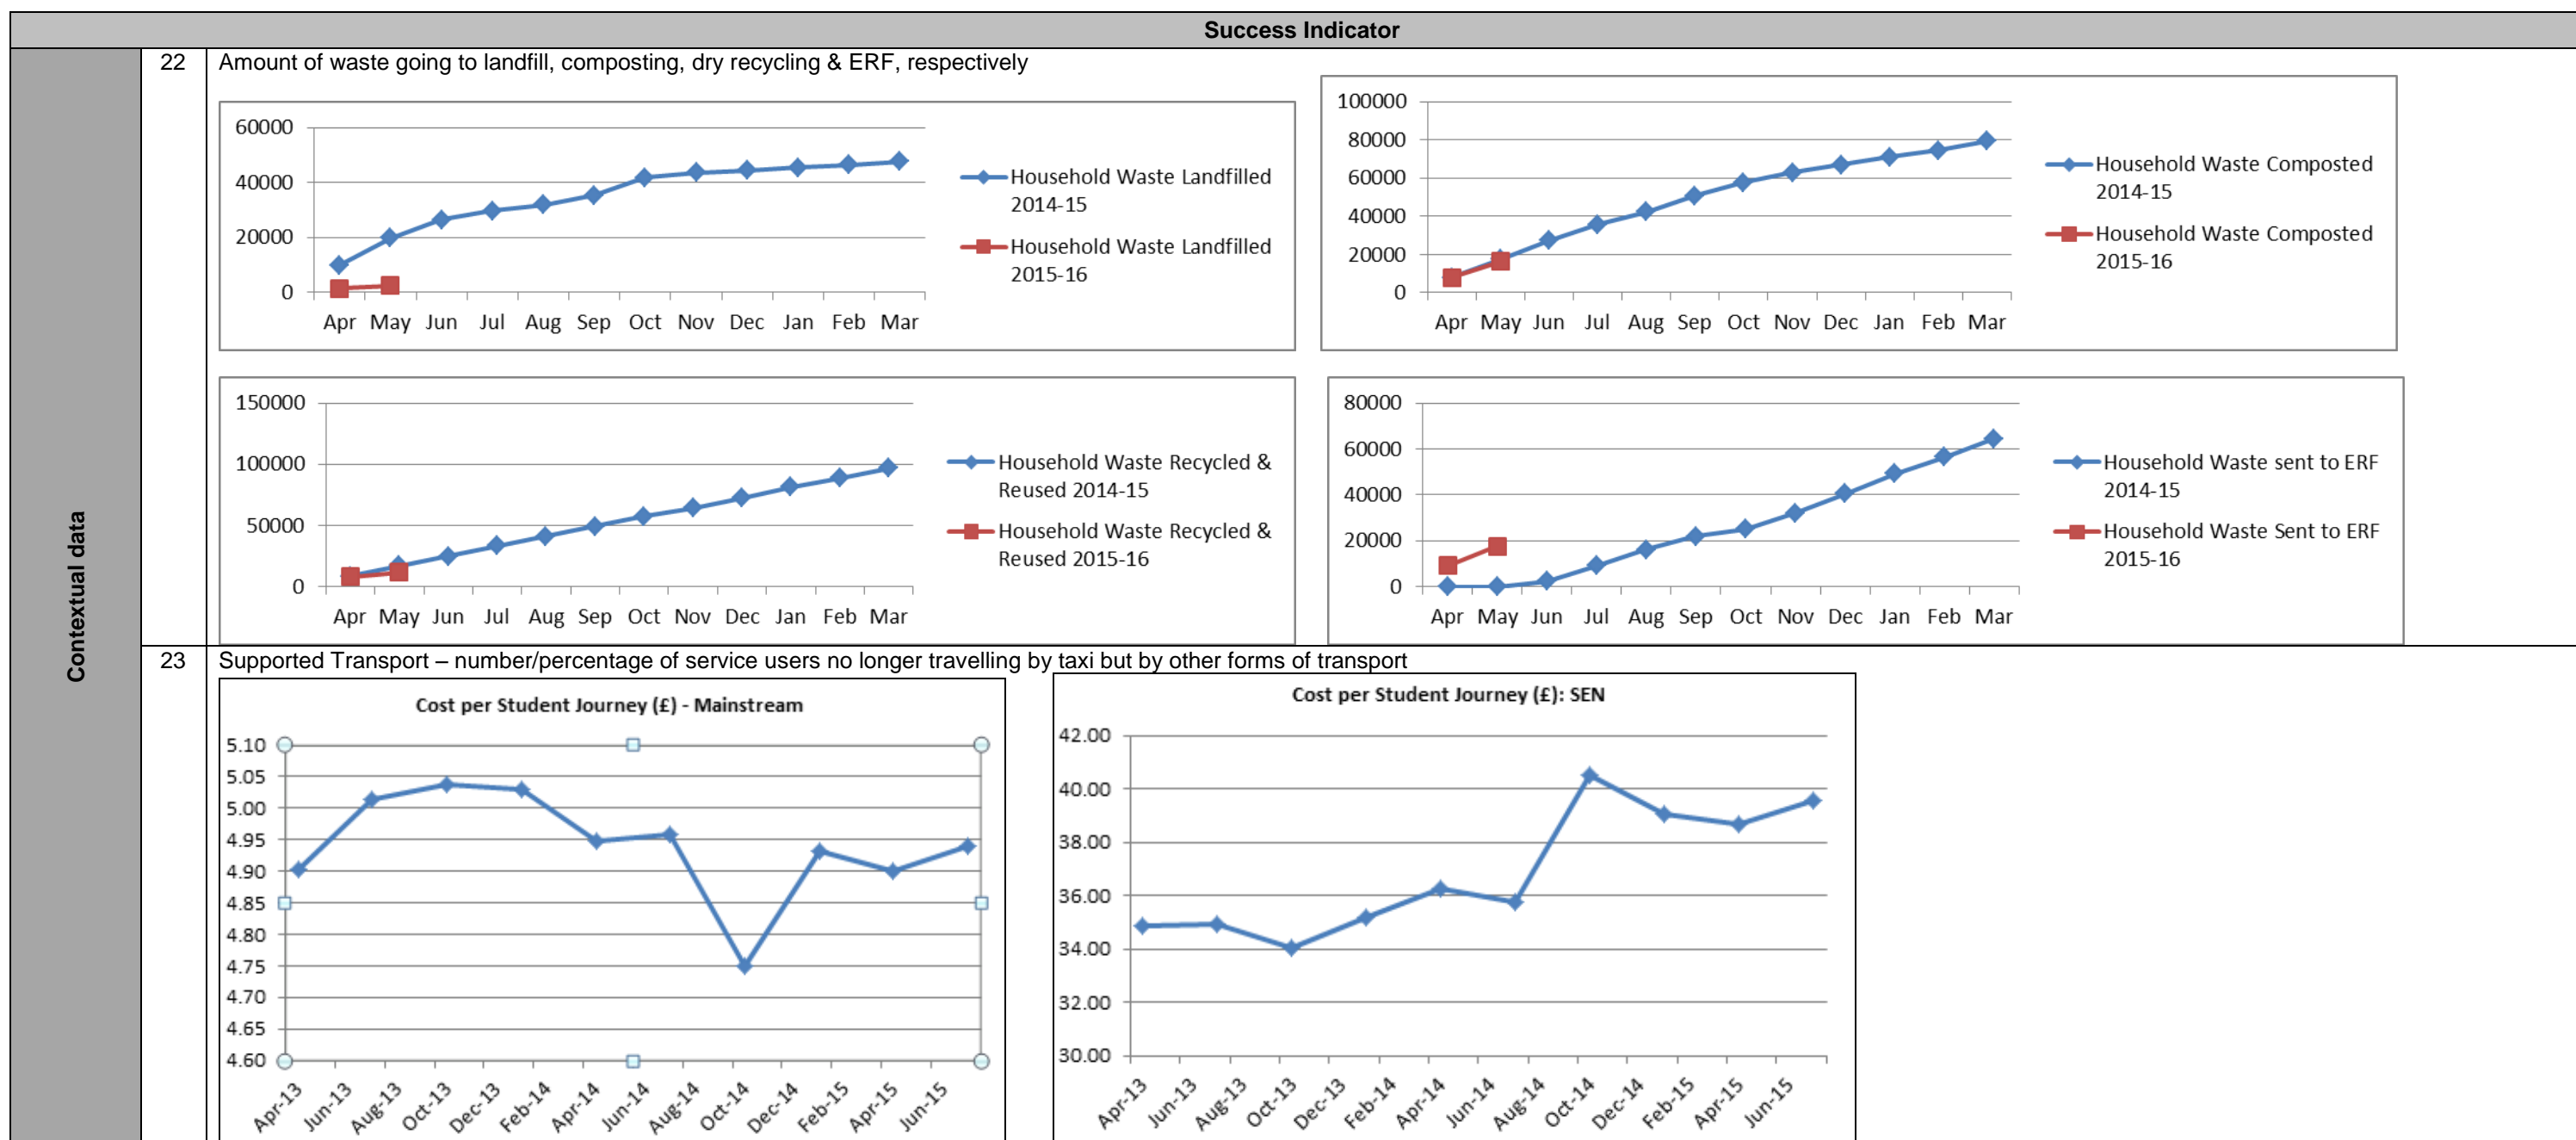 Success Indicator
Contextual data
22
Amount of waste going to landfill, composting, dry recycling & ERF, respectively
60000
40000
20000
0
Apr May Jun Jul Aug Sep Oct Nov Dec Jan Feb Mar
Household Waste Landfilled
2014-15
Household Waste Landfilled
2015-16
100000
80000
60000
40000
20000
0
Apr May Jun Jul Aug Sep Oct Nov Dec Jan Feb Mar
Household Waste Composted
2014-15
Household Waste Composted
2015-16
150000
100000
50000
0
Apr May Jun Jul Aug Sep Oct Nov Dec Jan Feb Mar
Household Waste Recycled &
Reused 2014-15
Household Waste Recycled &
Reused 2015-16
80000
60000
40000
20000
0
Apr May Jun Jul Aug Sep Oct Nov Dec Jan Feb Mar
Household Waste sent to ERF
2014-15
Household Waste Sent to ERF
2015-16
23
Supported Transport – number/percentage of service users no longer travelling by taxi but by other forms of transport
Cost per Student Journey (£) - Mainstream
5.10
5.05
5.00
4.95
4.90
4.85
4.80
4.75
4.70
4.65
4.60
Apr-13 Jun-13 Aug-13 Oct-13 Dec-13 Feb-14 Apr-14 Jun-14 Aug-14 Oct-14 Dec-14 Feb-15 Apr-15 Jun-15
Cost per Student Journey (£): SEN
42.00
40.00
38.00
36.00
34.00
32.00
30.00
Apr-13 Jun-13 Aug-13 Oct-13 Dec-13 Feb-14 Apr-14 Jun-14 Aug-14 Oct-14 Dec-14 Feb-15 Apr-15 Jun-15